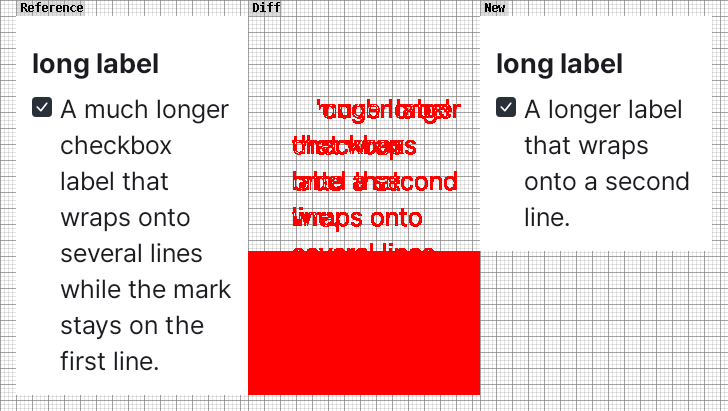 Reference
Diff
New
long label
A much longer
checkbox
label that
wraps onto
several lines
while the mark
stays on the
first line.
long label
A longer label
that wraps
onto a second
line.